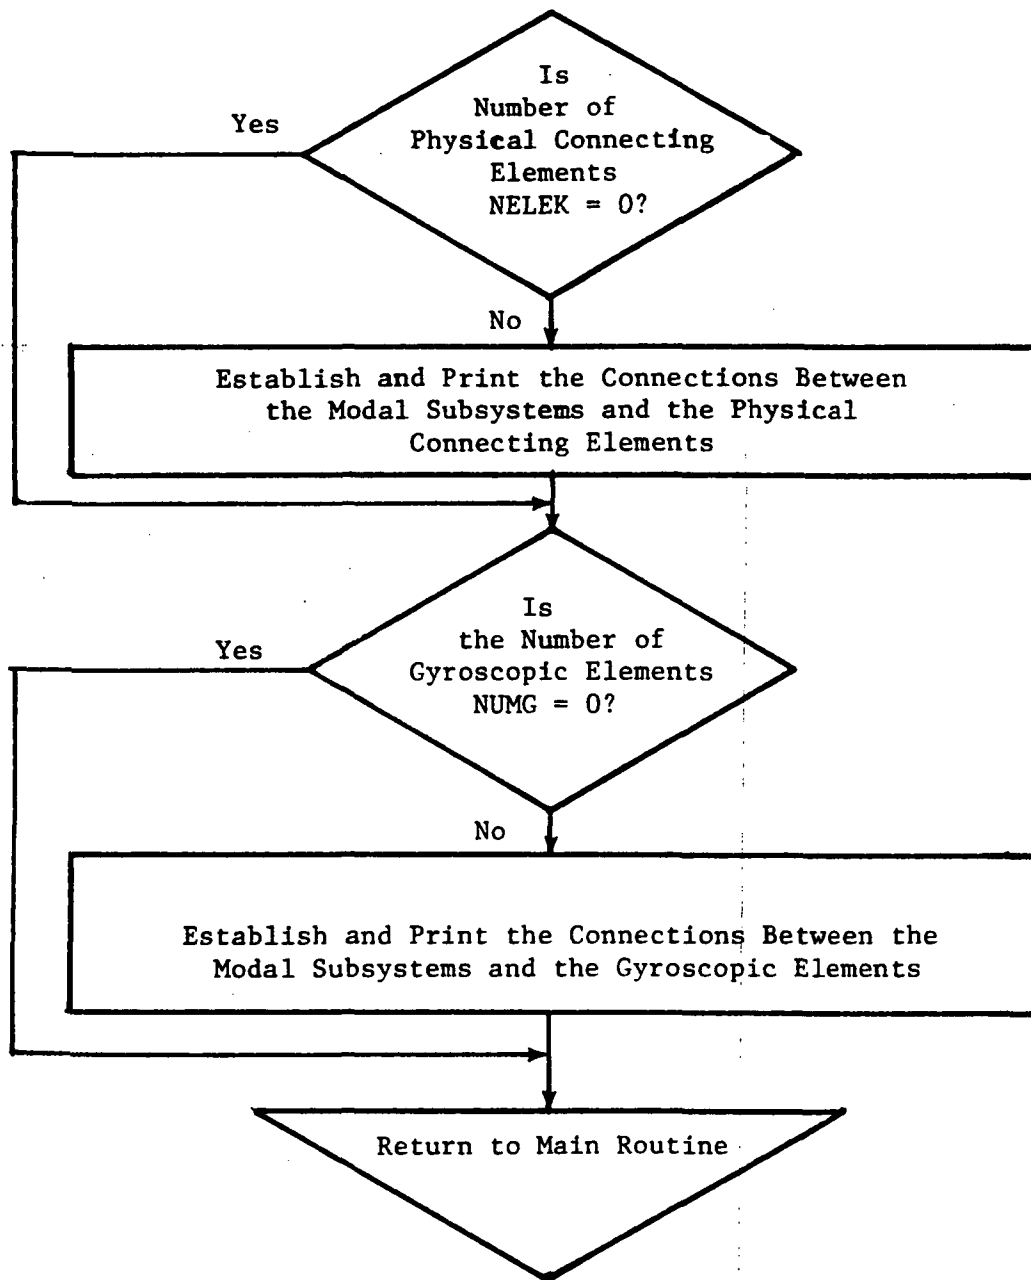 Is
Number of
Physical Connecting
Elements
NELEK = 0?
Yes
No
Establish and Print the Connections Between
the Modal Subsystems and the Physical
Connecting Elements
Is
the Number of
Gyroscopic Elements
NUMG = 0?
Yes
No
Establish and Print the Connections Between the
Modal Subsystems and the Gyroscopic Elements
Return to Main Routine